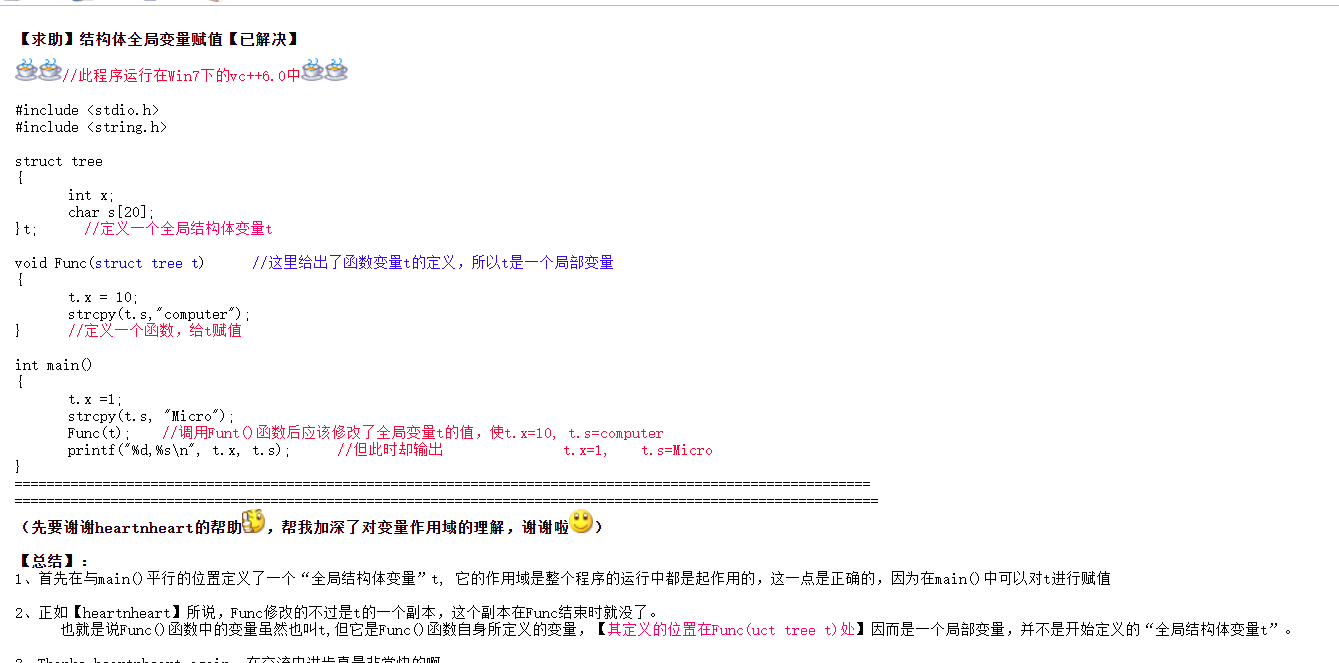 【求助】结构体全局变量赋值【已解决】
//此程序运行在Win7下的vc++6.0中
#include <stdio.h>
#include <string.h>
struct tree
{
int x;
char s[20];
}t; //定义一个全局结构体变量t
void Func(struct tree t) //这里给出了函数变量t的定义，所以t是一个局部变量
{
t.x = 10;
strcpy(t.s,"computer");
} //定义一个函数，给t赋值
int main()
{
t.x =1;
strcpy(t.s, "Micro");
Func(t); //调用Funt()函数后应该修改了全局变量t的值，使t.x=10, t.s=computer
printf("%d,%s\n", t.x, t.s); //但此时却输出 t.x=1, t.s=Micro
}
===========================================================================================================
============================================================================================================
（先要谢谢heartnheart的帮助，帮我加深了对变量作用域的理解，谢谢啦）
【总结】：
1、首先在与main()平行的位置定义了一个“全局结构体变量”t, 它的作用域是整个程序的运行中都是起作用的，这一点是正确的，因为在main()中可以对t进行赋值
2、正如【heartnheart】所说，Func修改的不过是t的一个副本，这个副本在Func结束时就没了。
也就是说Func()函数中的变量虽然也叫t,但它是Func()函数自身所定义的变量，【其定义的位置在Func(uct tree t)处】因而是一个局部变量，并不是开始定义的“全局结构体变量t”。
3、Thanks heartnheart again，在交流中进步真是非常快的啊